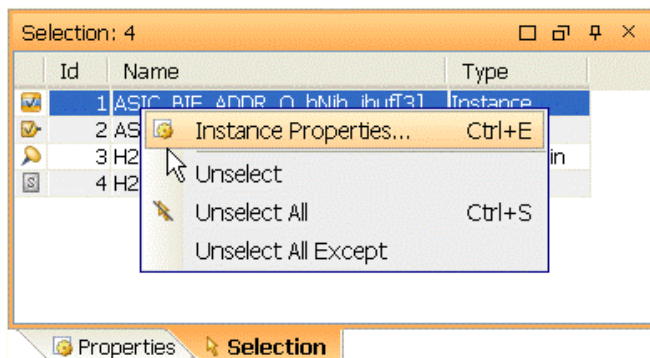 Selection: 4
Id Name Type
1 ASIC_BIF_ADDR_O_bNib_ibuf[3] Instance
2 AS
Instance Properties... Ctrl+E
3 H2 in
Unselect
4 H2
Unselect All Ctrl+S
Unselect All Except
Properties Selection